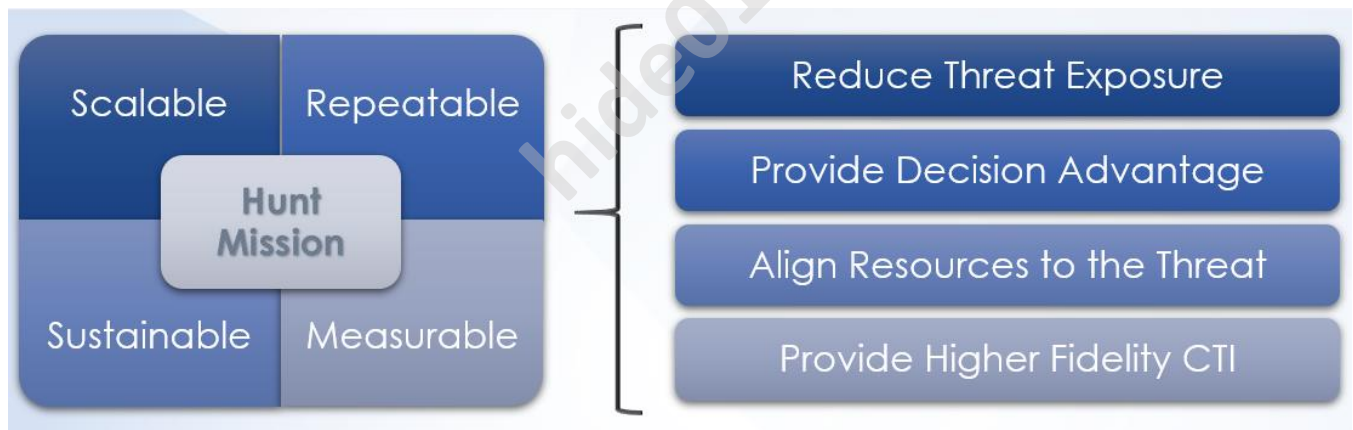 Scalable
Repeatable
Hunt
Mission
Sustainable
Measurable
Reduce Threat Exposure
Provide Decision Advantage
Align Resources to the Threat
Provide Higher Fidelity CTI
hide01